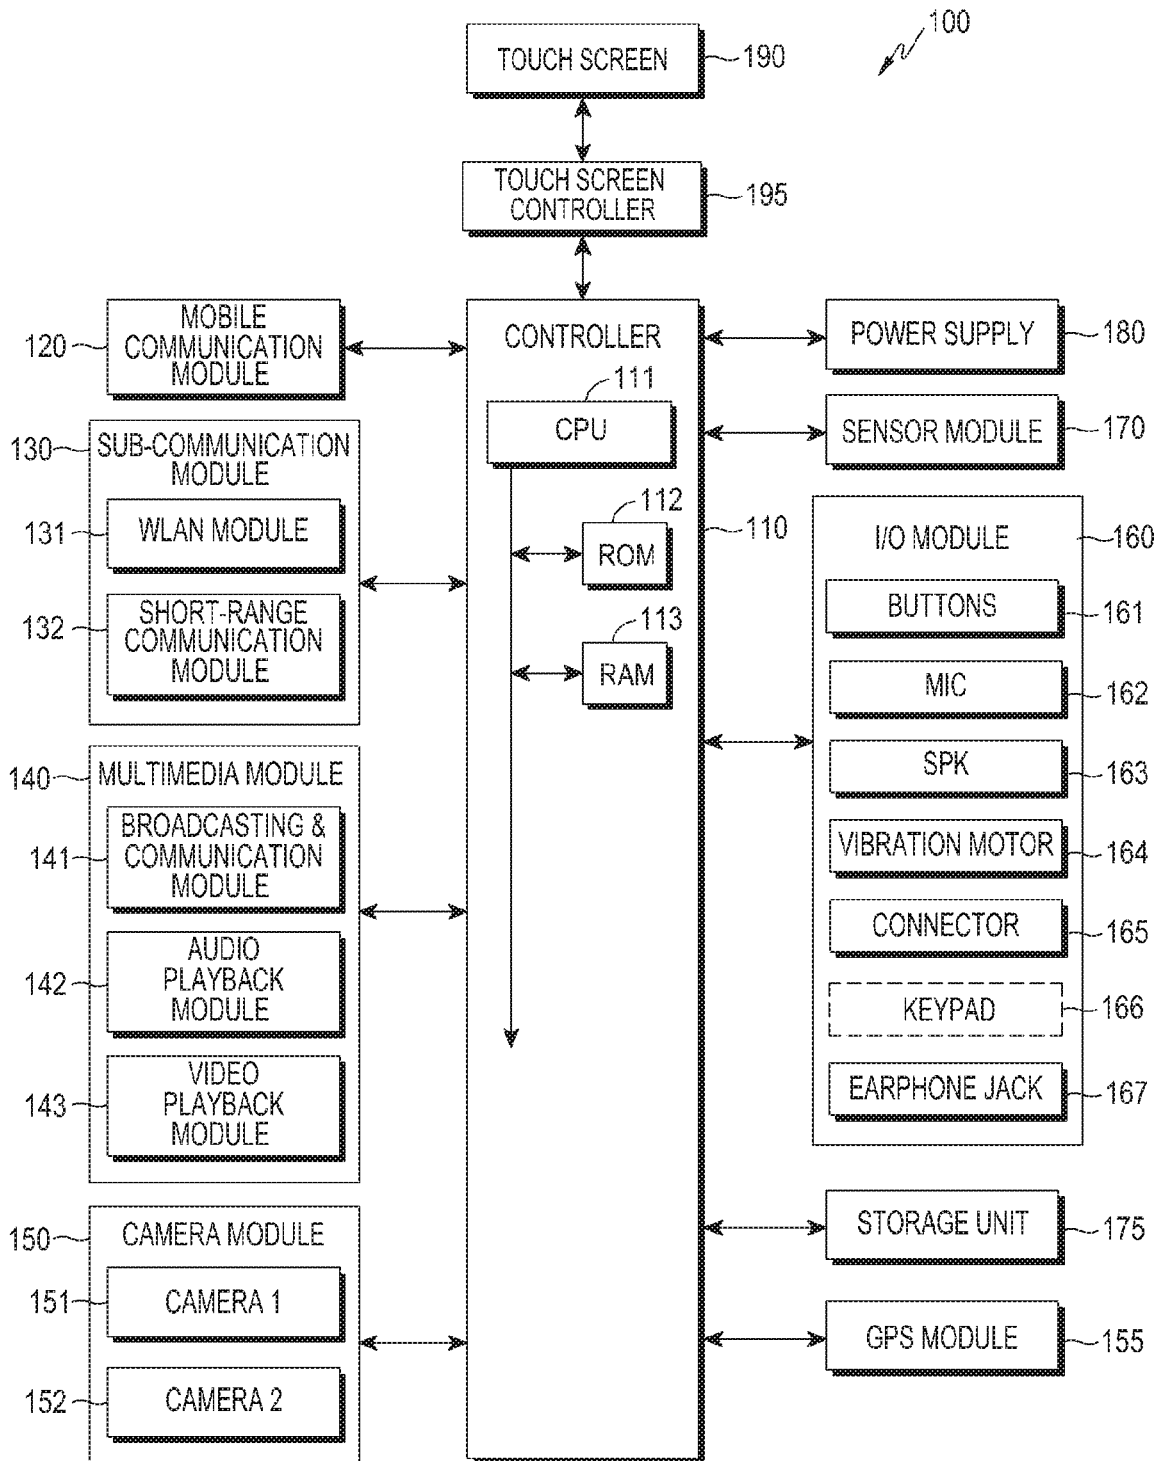 100
TOUCH SCREEN
190
TOUCH SCREEN
CONTROLLER
195
MOBILE
COMMUNICATION
MODULE
120
130
SUB-COMMUNICATION
MODULE
131
WLAN MODULE
132
SHORT-RANGE
COMMUNICATION
MODULE
140
MULTIMEDIA MODULE
141
BROADCASTING &
COMMUNICATION
MODULE
142
AUDIO
PLAYBACK
MODULE
143
VIDEO
PLAYBACK
MODULE
150
CAMERA MODULE
151
CAMERA 1
152
CAMERA 2
CONTROLLER
111
CPU
112
ROM
113
RAM
110
POWER SUPPLY
180
SENSOR MODULE
170
I/O MODULE
160
BUTTONS
161
MIC
162
SPK
163
VIBRATION MOTOR
164
CONNECTOR
165
KEYPAD
166
EARPHONE JACK
167
STORAGE UNIT
175
GPS MODULE
155